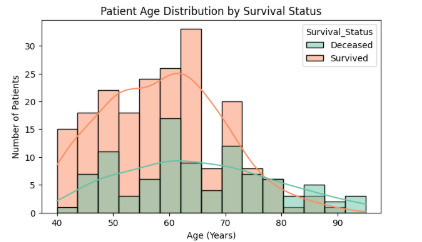 Patient Age Distribution by Survival Status
Survival_Status
Deceased
Survived
Number of Patients
30
25
20
15
10
5
0
40
50
60
70
80
90
Age (Years)